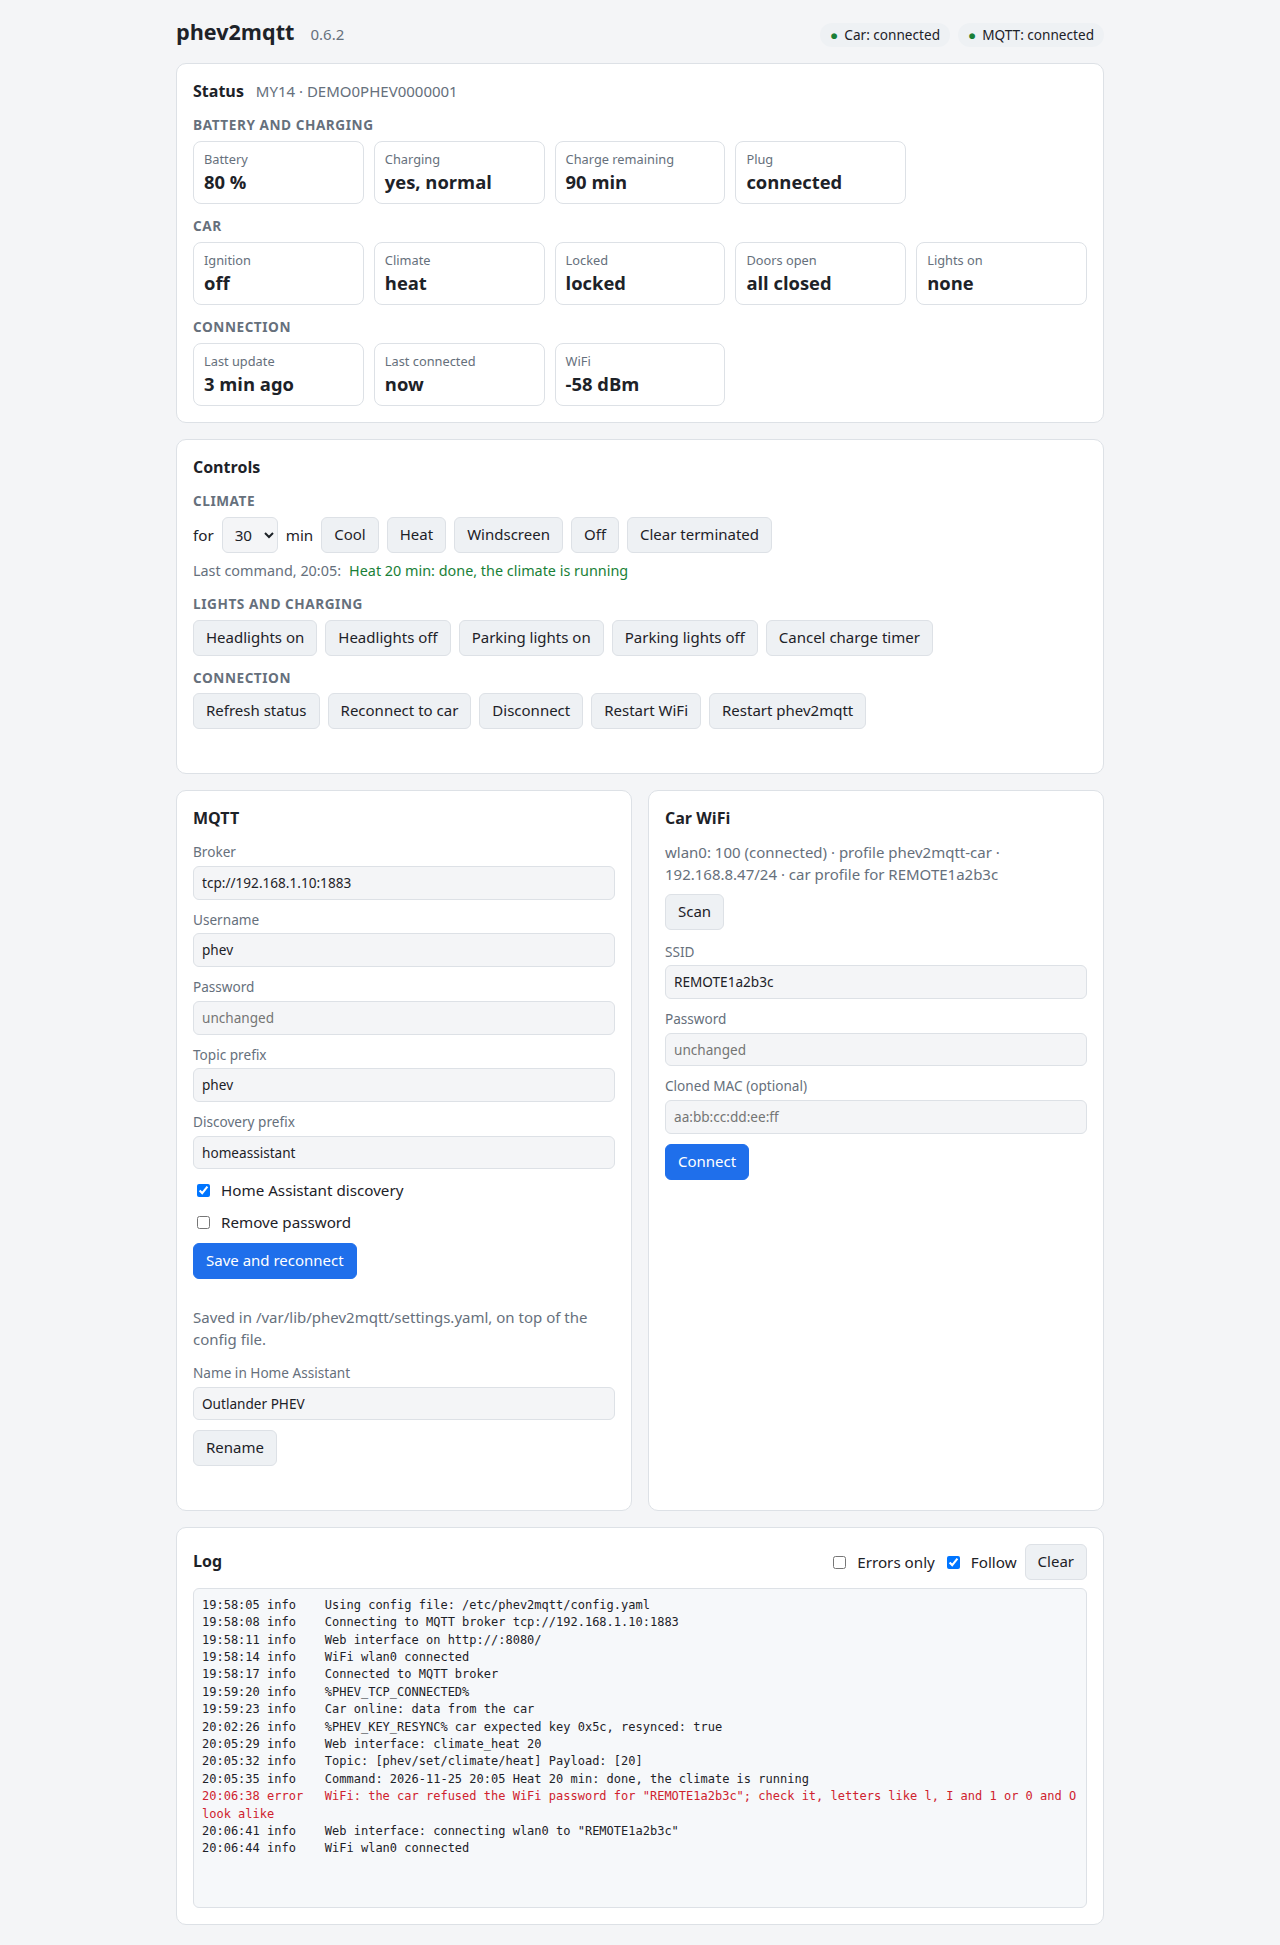 phev2mqtt 0.6.2
● Car: connected ● MQTT: connected
Status MY14 · DEMO0PHEV0000001
BATTERY AND CHARGING
Battery
80 %
Charging
yes, normal
Charge remaining
90 min
Plug
connected
CAR
Ignition
off
Climate
heat
Locked
locked
Doors open
all closed
Lights on
none
CONNECTION
Last update
3 min ago
Last connected
now
WiFi
-58 dBm
Controls
CLIMATE
for 30 min Cool Heat Windscreen Off Clear terminated
Last command, 20:05: Heat 20 min: done, the climate is running
LIGHTS AND CHARGING
Headlights on Headlights off Parking lights on Parking lights off Cancel charge timer
CONNECTION
Refresh status Reconnect to car Disconnect Restart WiFi Restart phev2mqtt
MQTT
Broker
tcp://192.168.1.10:1883
Username
phev
Password
unchanged
Topic prefix
phev
Discovery prefix
homeassistant
Home Assistant discovery
Remove password
Save and reconnect
Saved in /var/lib/phev2mqtt/settings.yaml, on top of the
config file.
Name in Home Assistant
Outlander PHEV
Rename
Car WiFi
wlan0: 100 (connected) · profile phev2mqtt-car ·
192.168.8.47/24 · car profile for REMOTE1a2b3c
Scan
SSID
REMOTE1a2b3c
Password
unchanged
Cloned MAC (optional)
aa:bb:cc:dd:ee:ff
Connect
Log
Errors only Follow Clear
19:58:05 info Using config file: /etc/phev2mqtt/config.yaml
19:58:08 info Connecting to MQTT broker tcp://192.168.1.10:1883
19:58:11 info Web interface on http://:8080/
19:58:14 info WiFi wlan0 connected
19:58:17 info Connected to MQTT broker
19:59:20 info %PHEV_TCP_CONNECTED%
19:59:23 info Car online: data from the car
20:02:26 info %PHEV_KEY_RESYNC% car expected key 0x5c, resynced: true
20:05:29 info Web interface: climate_heat 20
20:05:32 info Topic: [phev/set/climate/heat] Payload: [20]
20:05:35 info Command: 2026-11-25 20:05 Heat 20 min: done, the climate is running
20:06:38 error WiFi: the car refused the WiFi password for "REMOTE1a2b3c"; check it, letters like l, I and 1 or 0 and O
look alike
20:06:41 info Web interface: connecting wlan0 to "REMOTE1a2b3c"
20:06:44 info WiFi wlan0 connected